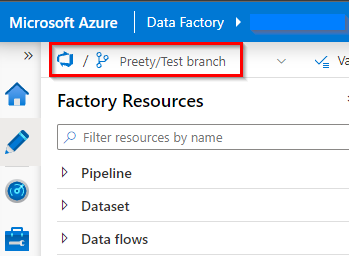 Microsoft Azure Data Factory
» / Preety/Test branch Va
Factory Resources
Filter resources by name
Pipeline
Dataset
Data flows